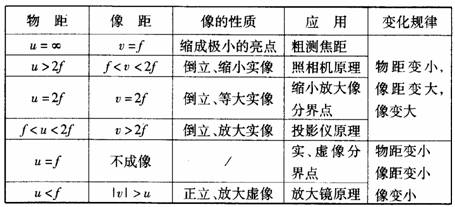 物 距 像 距 像的性质 应 用 变化规律
u=∞ v=f 缩成极小的亮点 粗测焦距
u>2f f<v<2f 倒立、缩小实像 照相机原理
u=2f v=2f 倒立、等大实像 缩小放大像
分界点
f<u<2f v>2f 倒立、放大实像 投影仪原理
物距变小,
像距变大,
像变大
u=f 不成像 / 实、虚像分
界点
u<f |v|>u 正立、放大虚像 放大镜原理
物距变小
像距变小
像变小